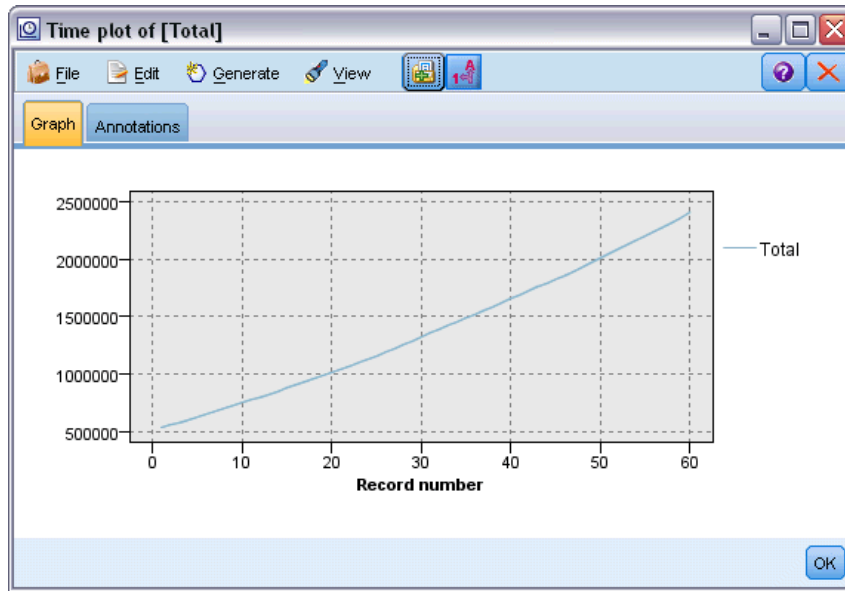 Time plot of [Total]
File Edit Generate View
Graph Annotations
2500000
2000000
1500000
1000000
500000
Total
0 10 20 30 40 50 60
Record number
OK